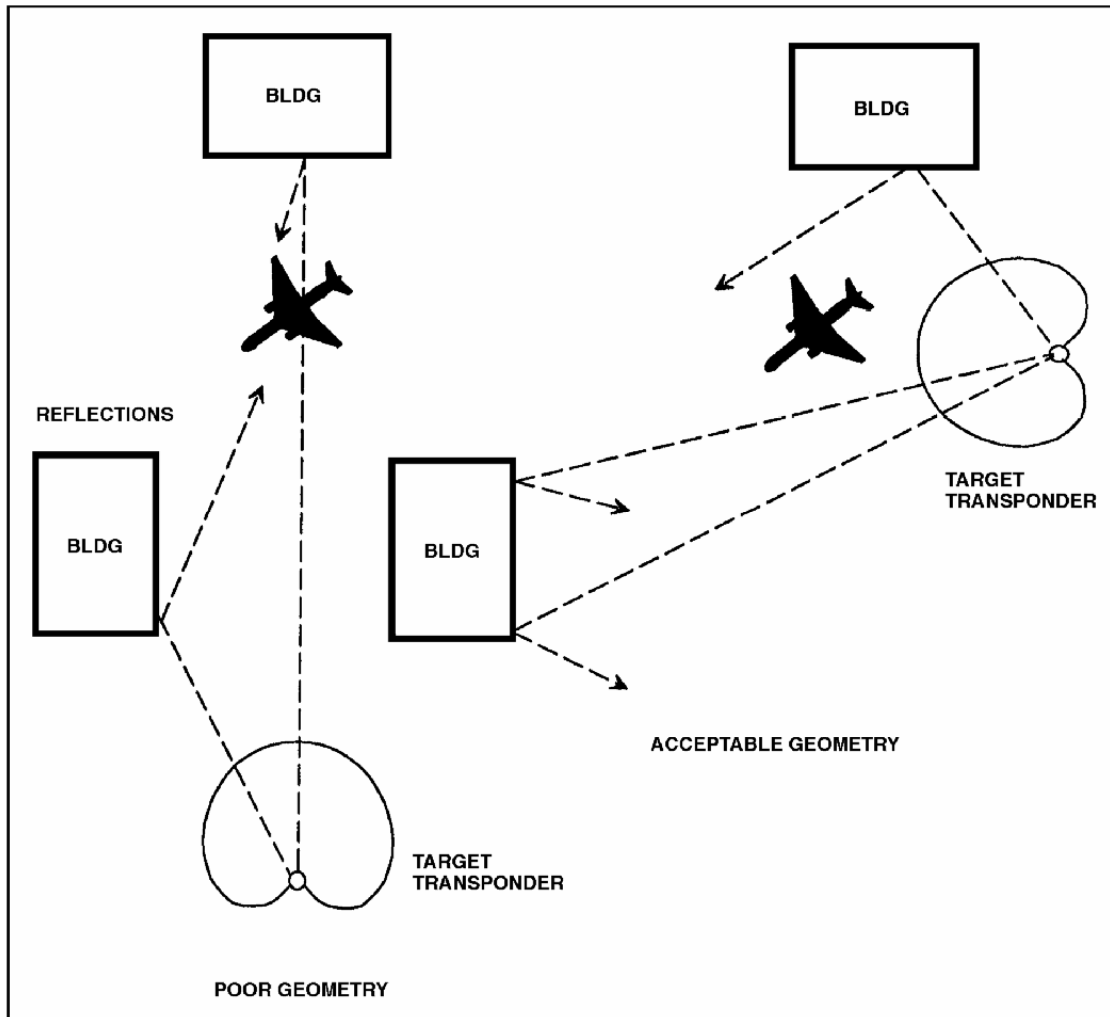 BLDG
BLDG
REFLECTIONS
BLDG
BLDG
TARGET
TRANSPONDER
ACCEPTABLE GEOMETRY
TARGET
TRANSPONDER
POOR GEOMETRY